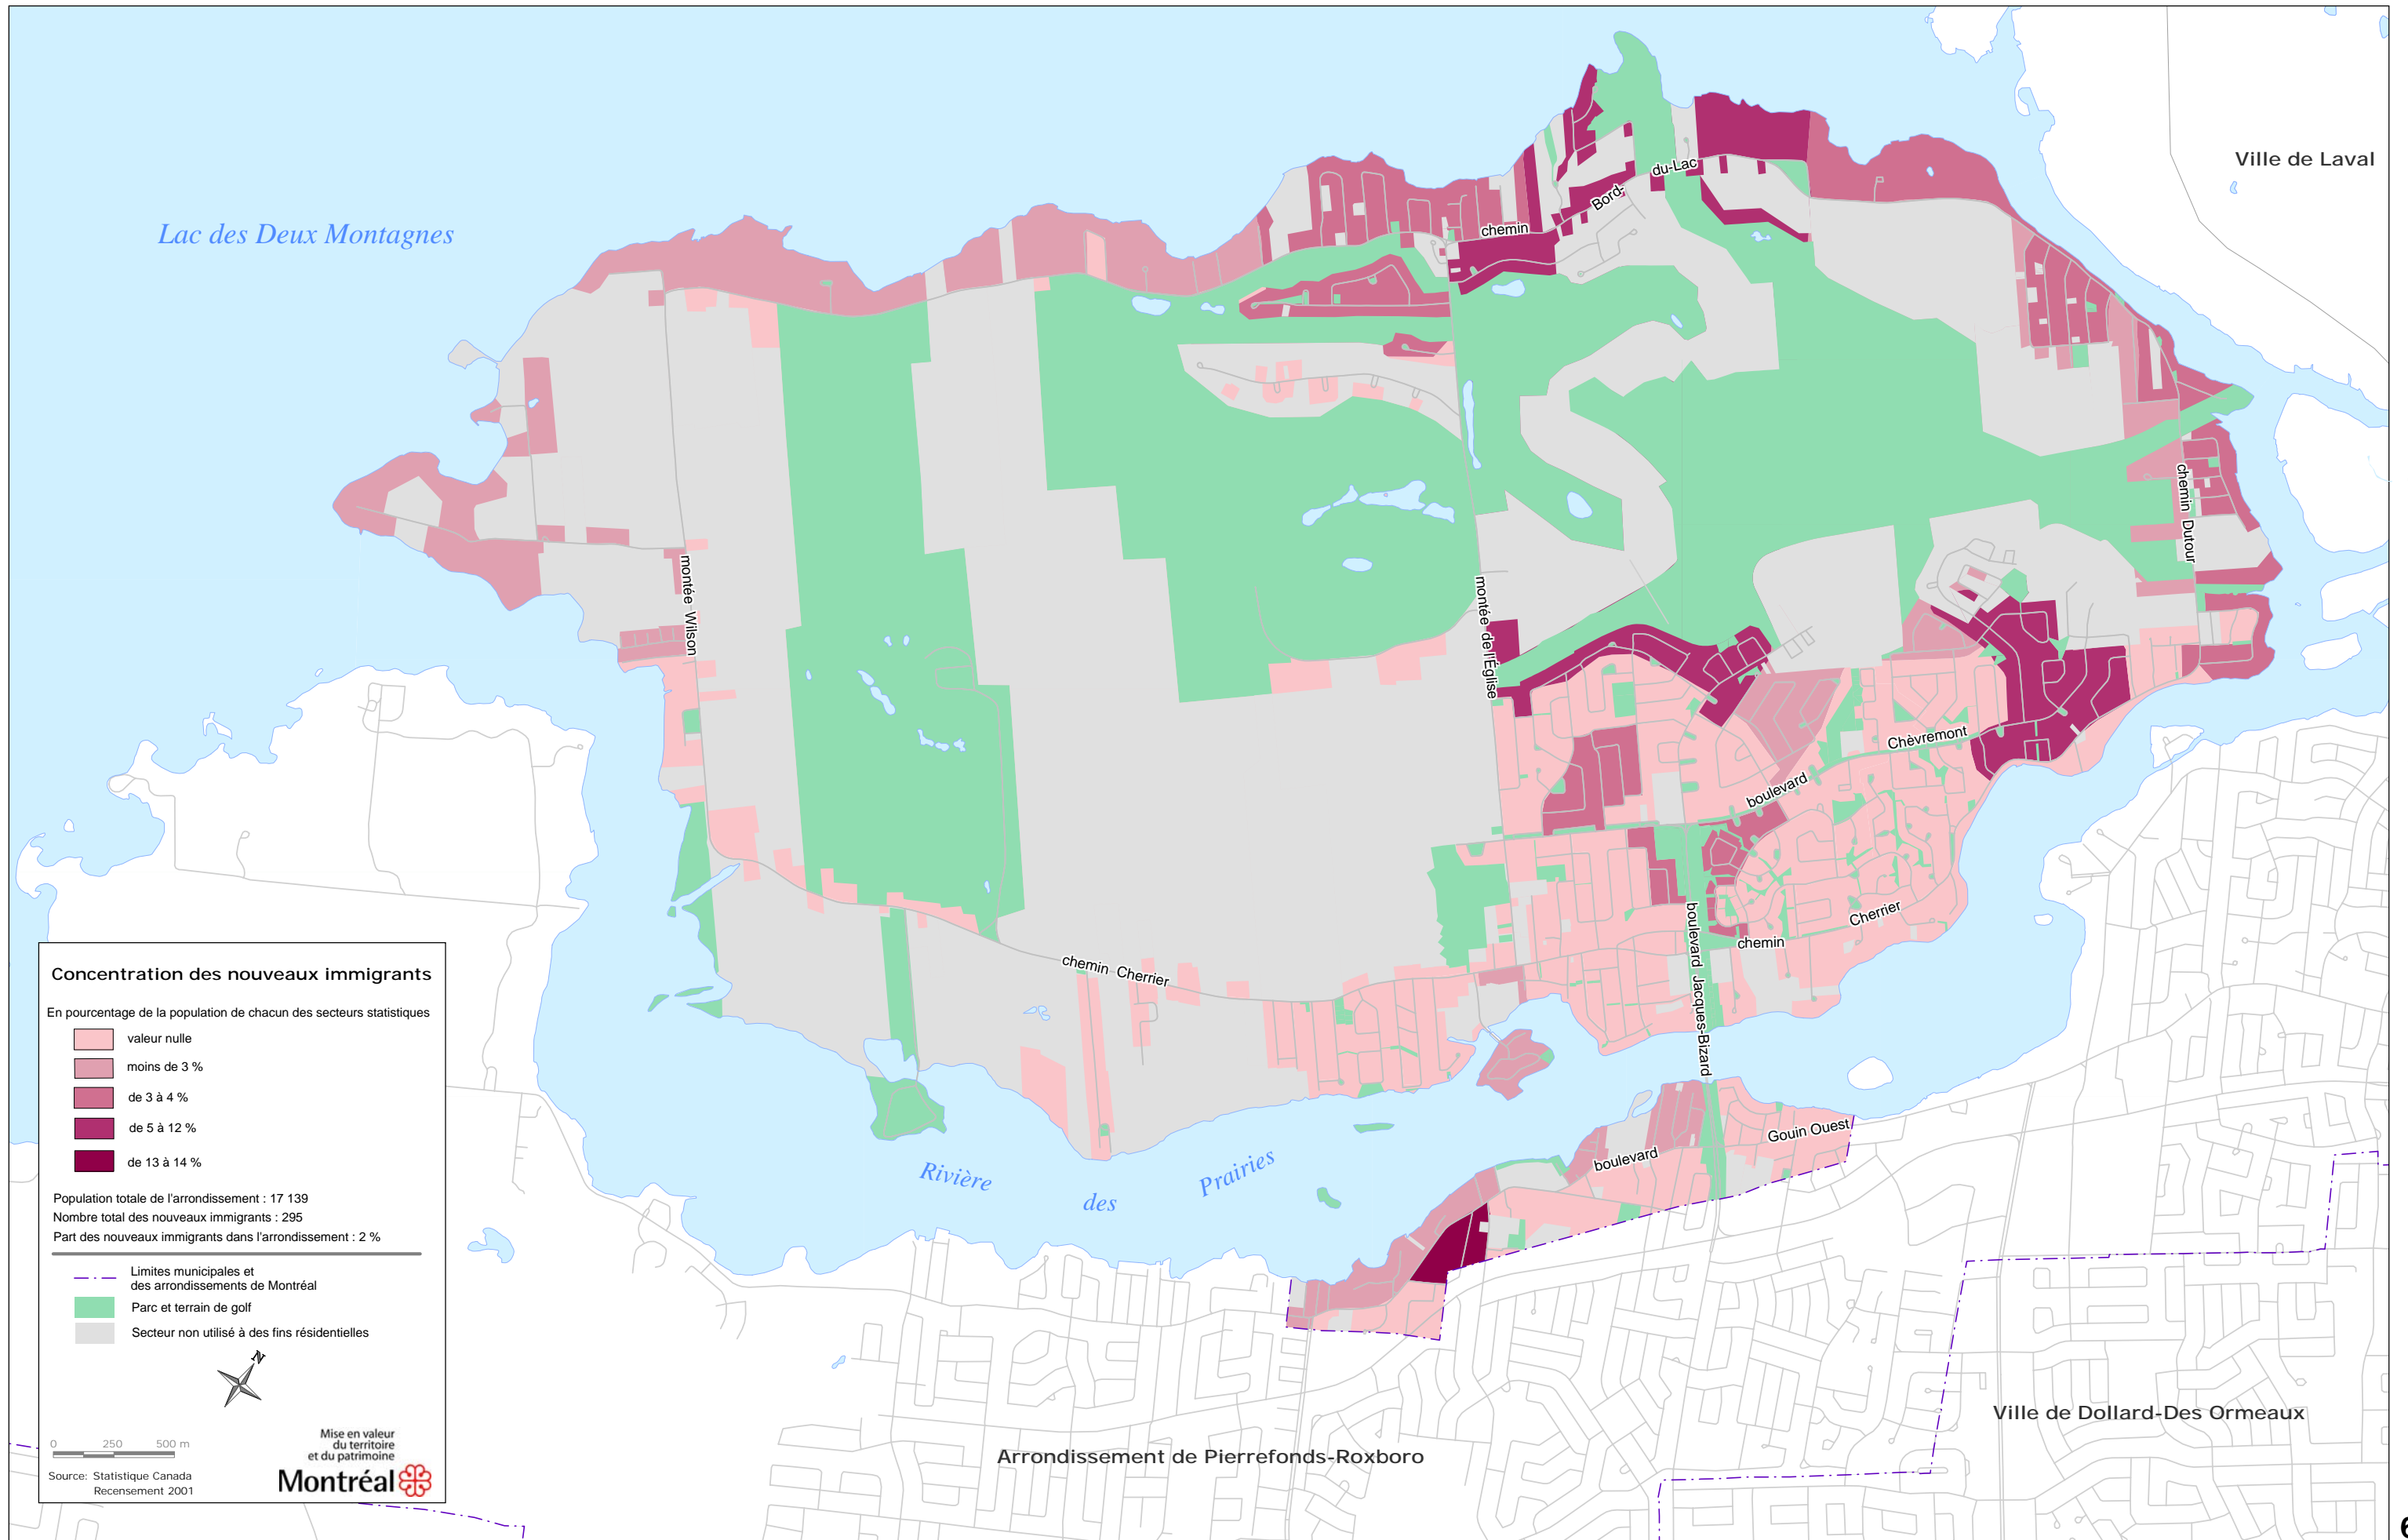 Ville de Laval
Lac des Deux Montagnes
chemin
Bord-
du-Lac
chemin Dutour
montée Wilson
montée de l'Église
Chèvremont
boulevard
boulevard Jacques-Bizard
Cherrier
chemin
chemin Cherrier
Gouin Ouest
boulevard
Rivière
des
Prairies
Concentration des nouveaux immigrants
En pourcentage de la population de chacun des secteurs statistiques
valeur nulle
moins de 3 %
de 3 à 4 %
de 5 à 12 %
de 13 à 14 %
Population totale de l'arrondissement : 17 139
Nombre total des nouveaux immigrants : 295
Part des nouveaux immigrants dans l'arrondissement : 2 %
Limites municipales et
des arrondissements de Montréal
Parc et terrain de golf
Secteur non utilisé à des fins résidentielles
N
0 250 500 m
Source: Statistique Canada
Recensement 2001
Mise en valeur
du territoire
et du patrimoine
Montréal
Arrondissement de Pierrefonds-Roxboro
Ville de Dollard-Des Ormeaux